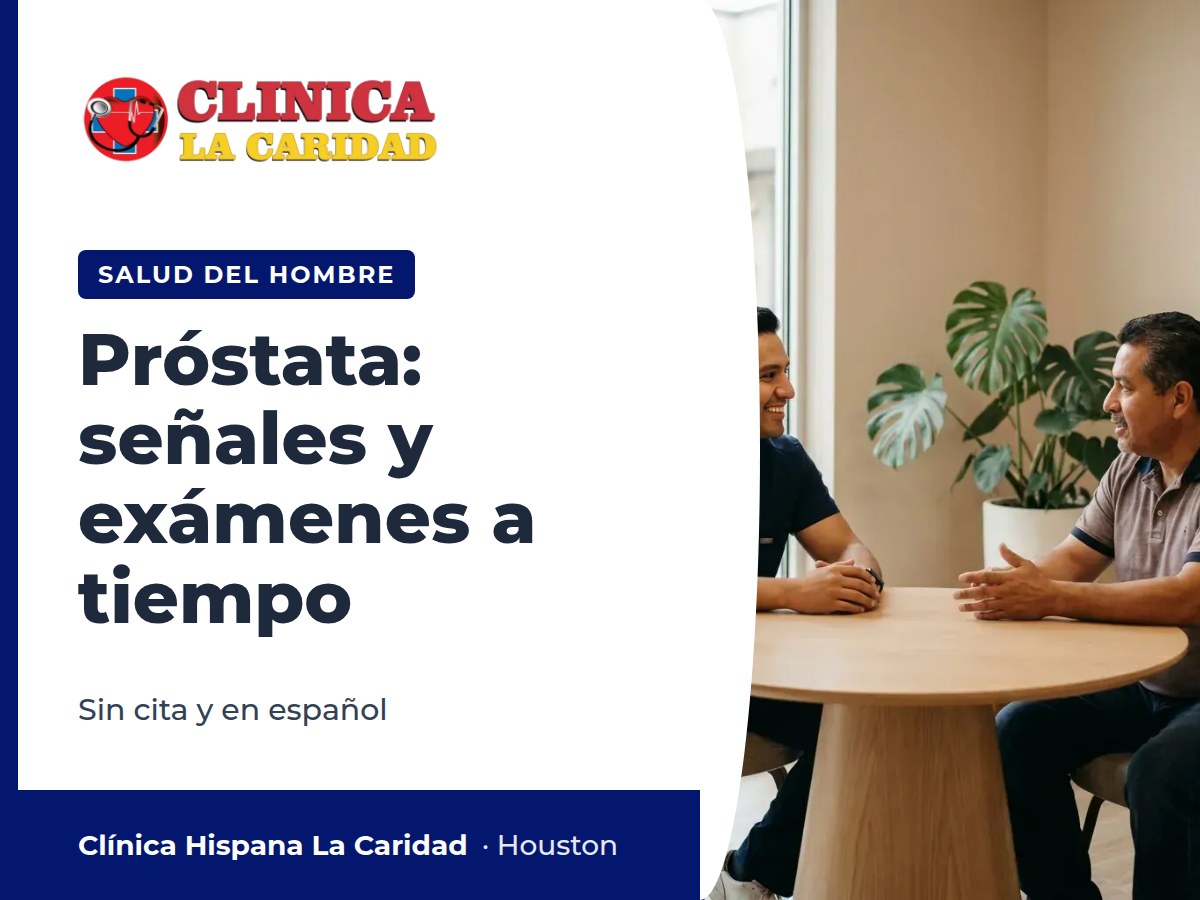 CLINICA
LA CARIDAD
SALUD DEL HOMBRE
Próstata:
señales y
exámenes a
tiempo
Sin cita y en español
Clínica Hispana La Caridad · Houston